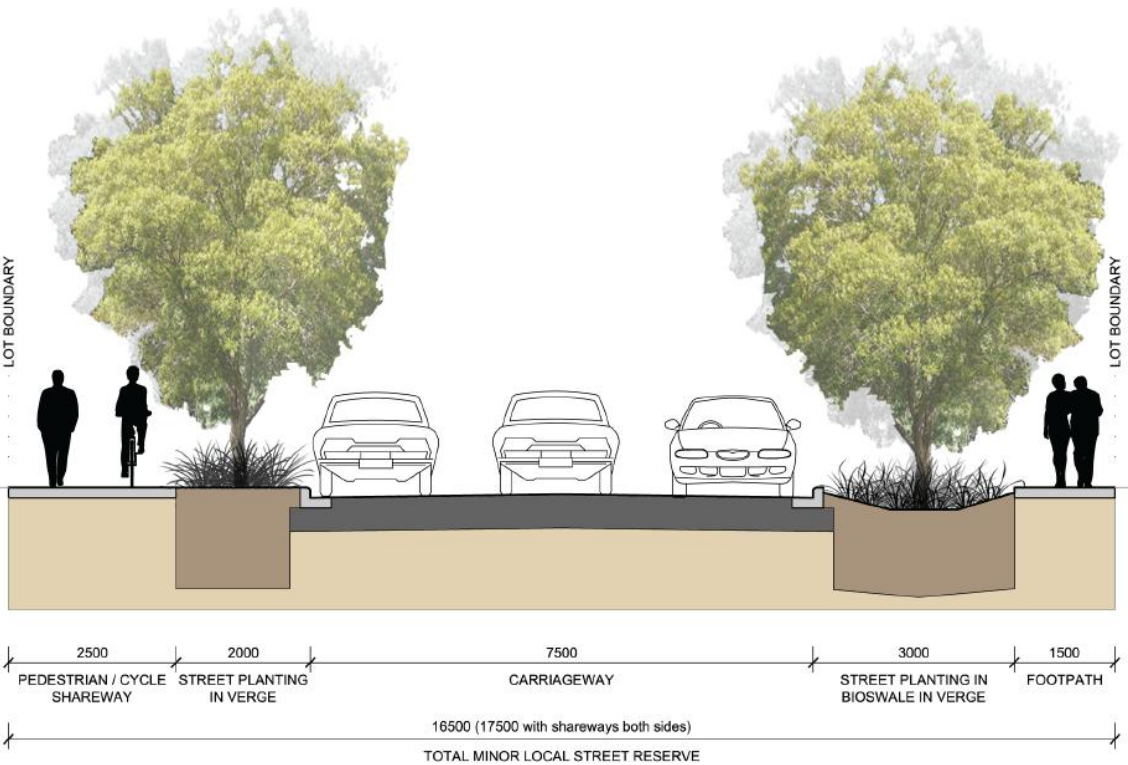 LOT BOUNDARY
LOT BOUNDARY
2500
2000
7500
3000
1500
PEDESTRIAN / CYCLE
SHAREWAY
STREET PLANTING
IN VERGE
CARRIAGEWAY
STREET PLANTING IN
BIOSWALE IN VERGE
FOOTPATH
16500 (17500 with shareways both sides)
TOTAL MINOR LOCAL STREET RESERVE